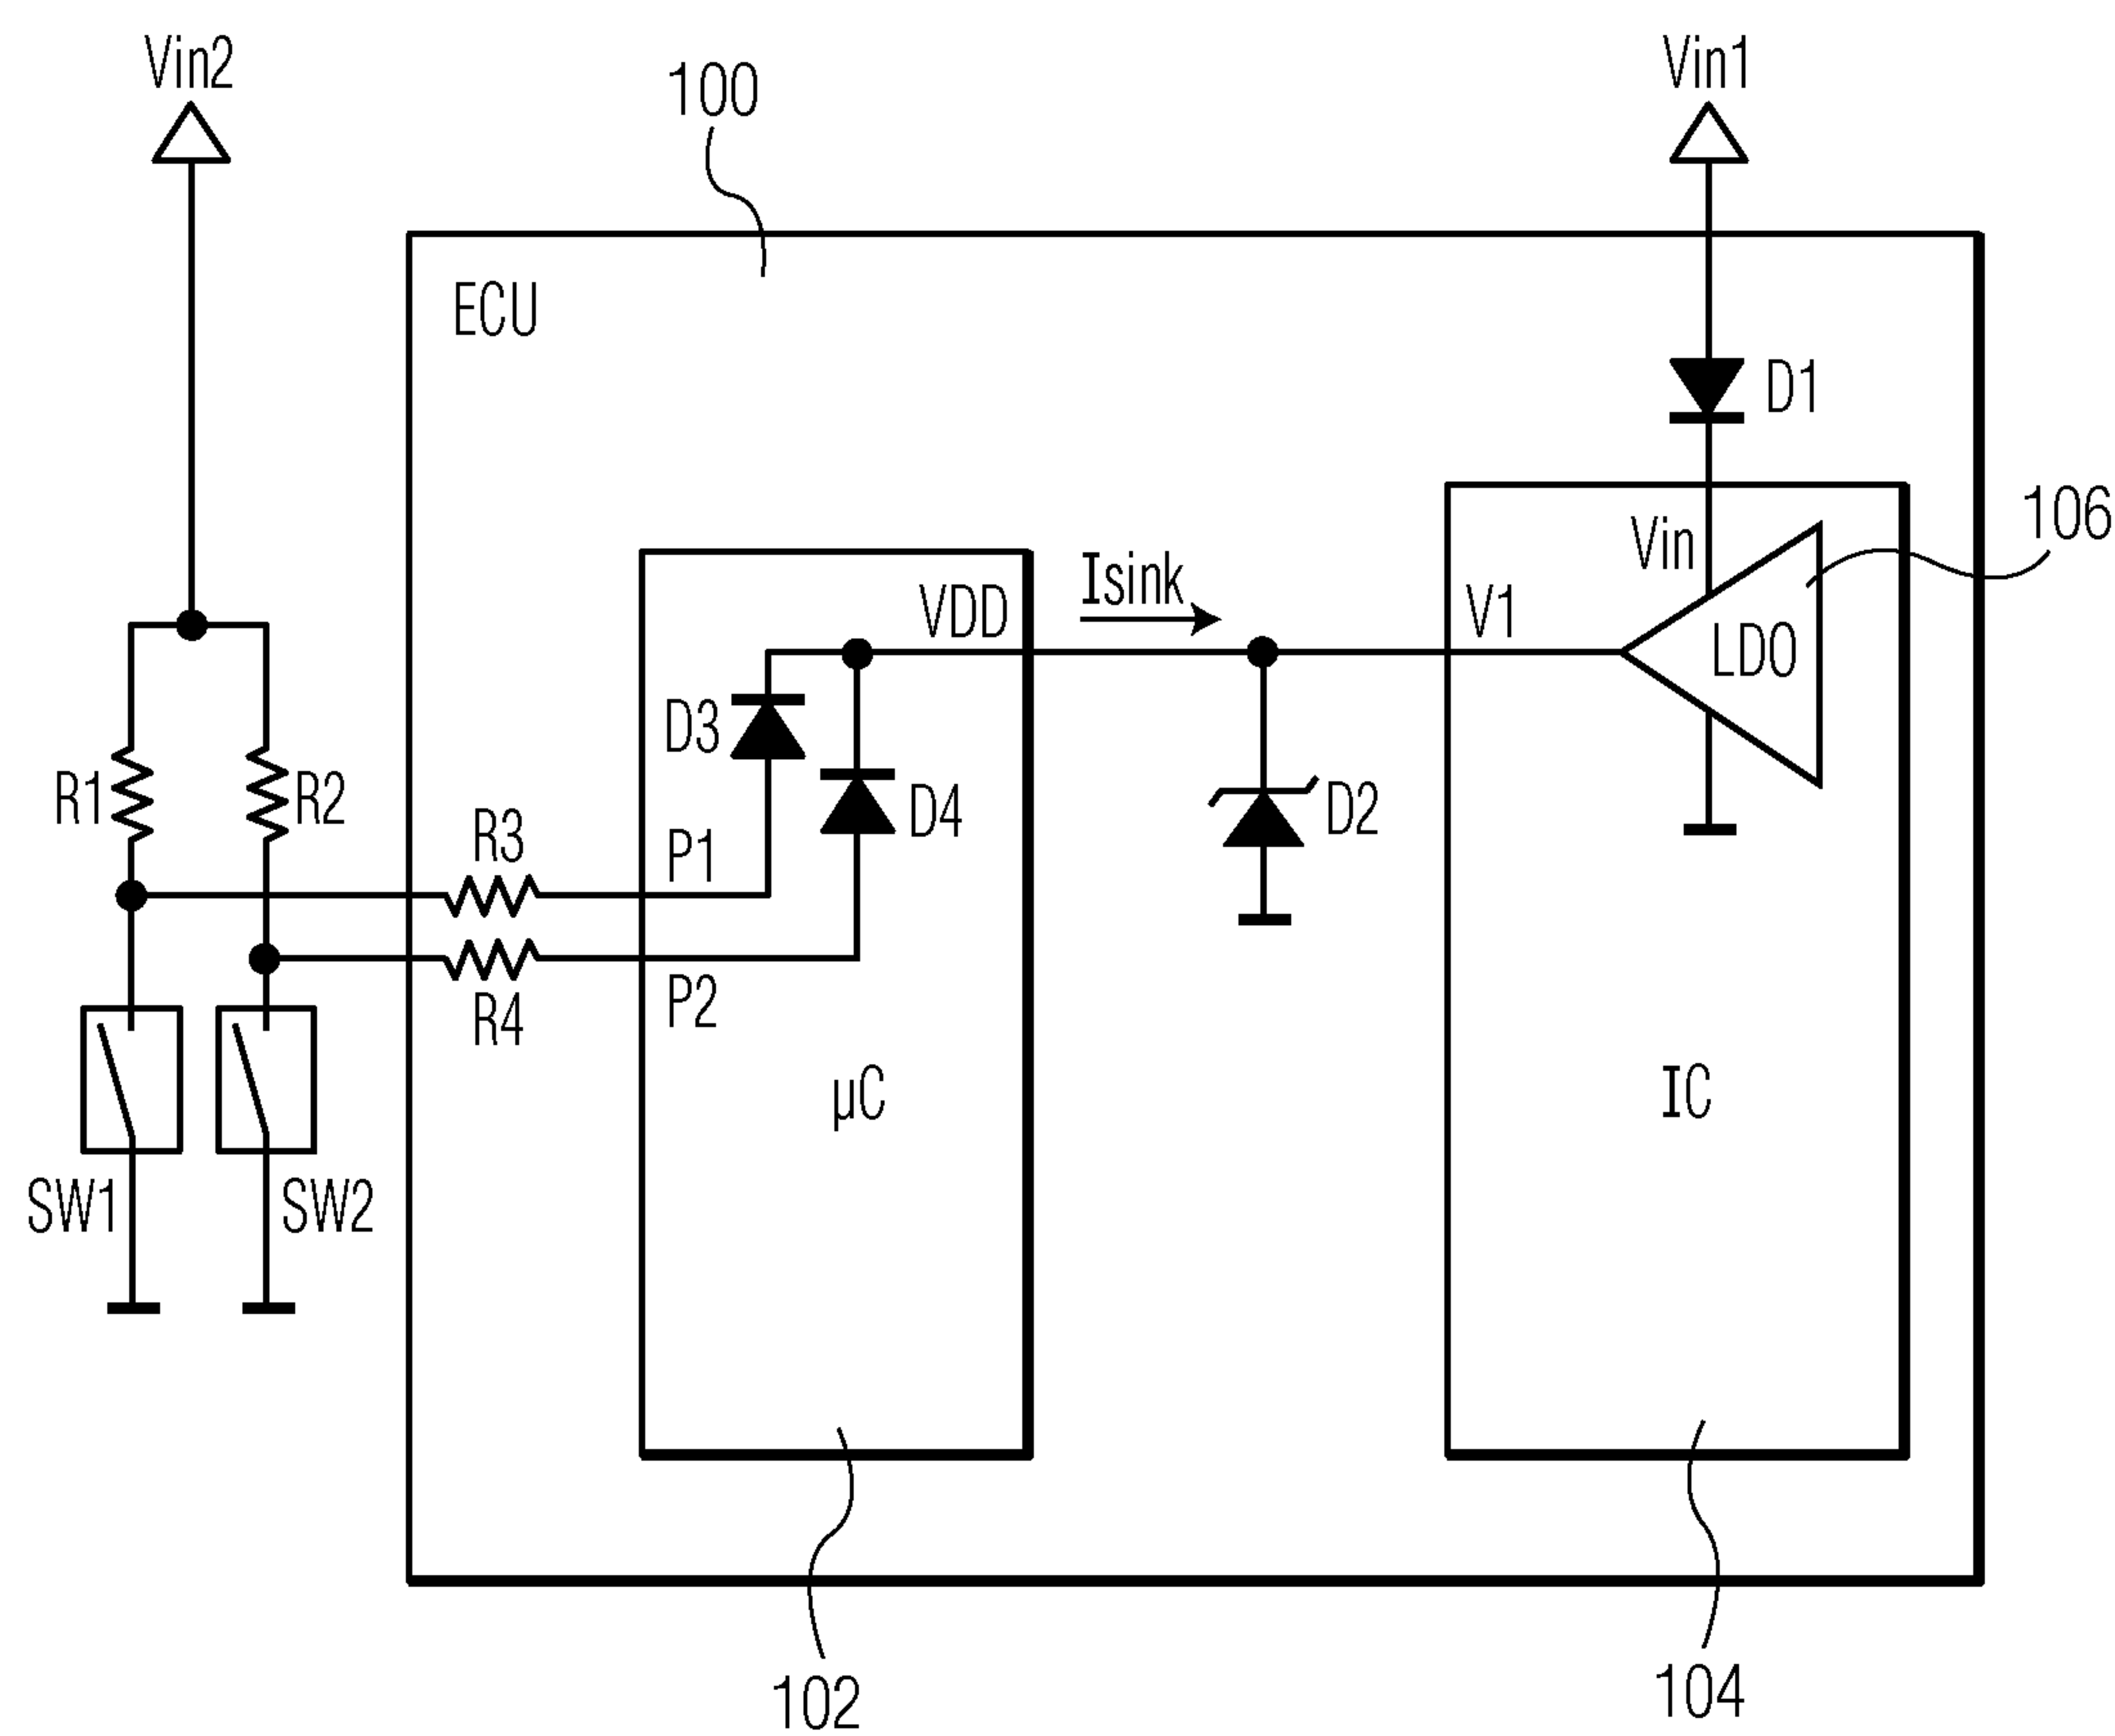 Vin2
Vin1
100
ECU
D1
106
Vin
Isink
VDD
V1
LDO
D3
R1
R2
D4
D2
R3
P1
P2
R4
µC
IC
SW1
SW2
102
104